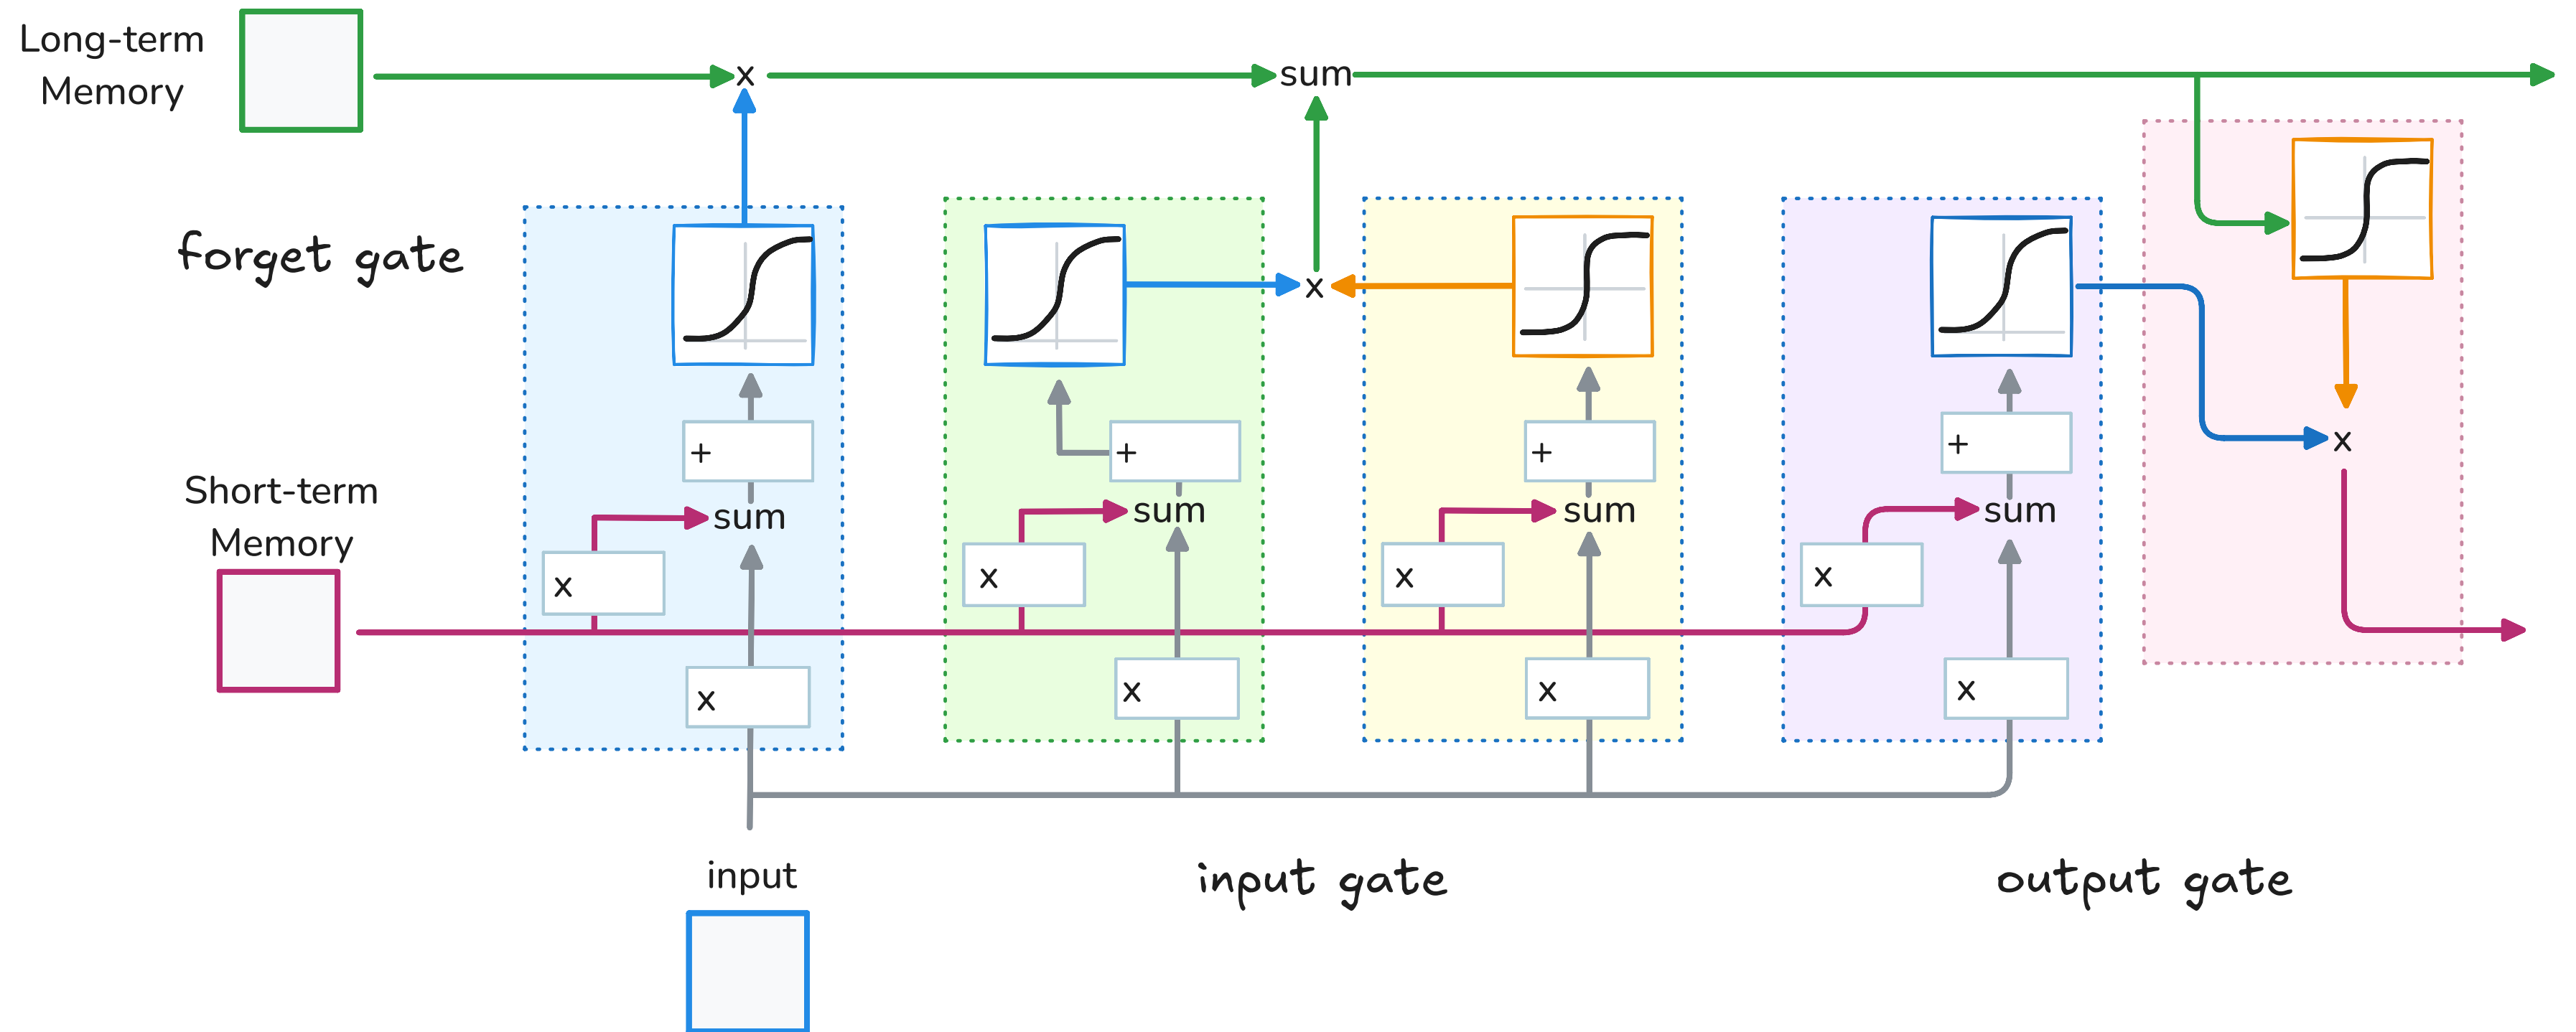 Long-term
Memory
x
sum
forget gate
x
+
+
+
+
x
Short-term
Memory
sum
sum
sum
sum
x
x
x
x
x
x
x
x
input
input gate
output gate